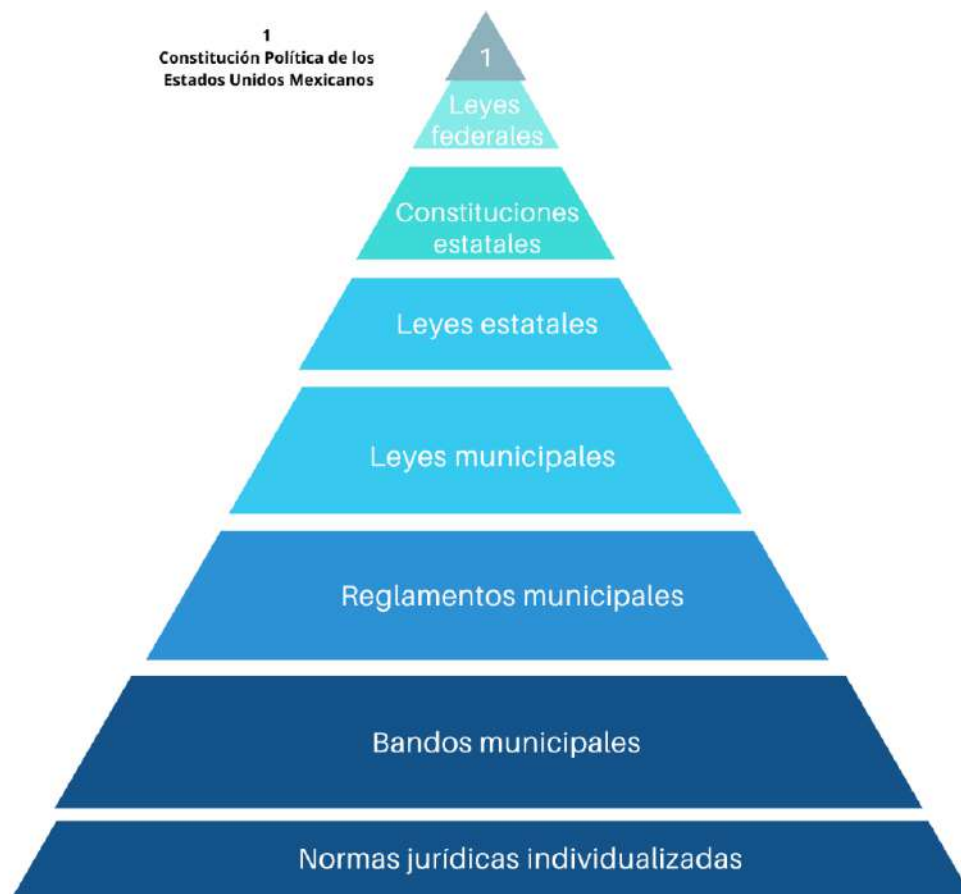 1
Constitución Política de los
Estados Unidos Mexicanos
1
Leyes
federales
Constituciones
estatales
Leyes estatales
Leyes municipales
Reglamentos municipales
Bandos municipales
Normas jurídicas individualizadas